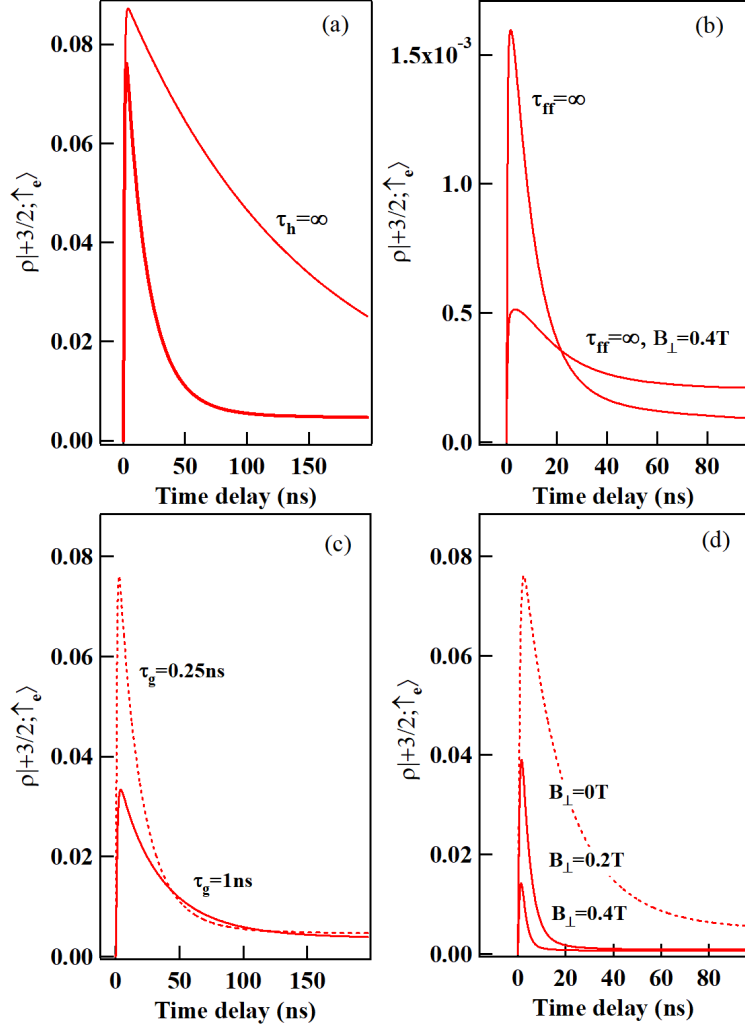 (a)
0.08
0.06
0.04
0.02
0.00
ρ|+3/2;↑ₑ⟩
τₕ=∞
0 50 100 150
Time delay (ns)
(b)
1.5x10⁻³
1.0
0.5
0.0
ρ|+3/2;↑ₑ⟩
τ_ff=∞
τ_ff=∞, B⊥=0.4T
0 20 40 60 80
Time delay (ns)
(c)
0.08
0.06
0.04
0.02
0.00
ρ|+3/2;↑ₑ⟩
τ_g=0.25ns
τ_g=1ns
0 50 100 150
Time delay (ns)
(d)
0.08
0.06
0.04
0.02
0.00
ρ|+3/2;↑ₑ⟩
B⊥=0T
B⊥=0.2T
B⊥=0.4T
0 20 40 60 80
Time delay (ns)